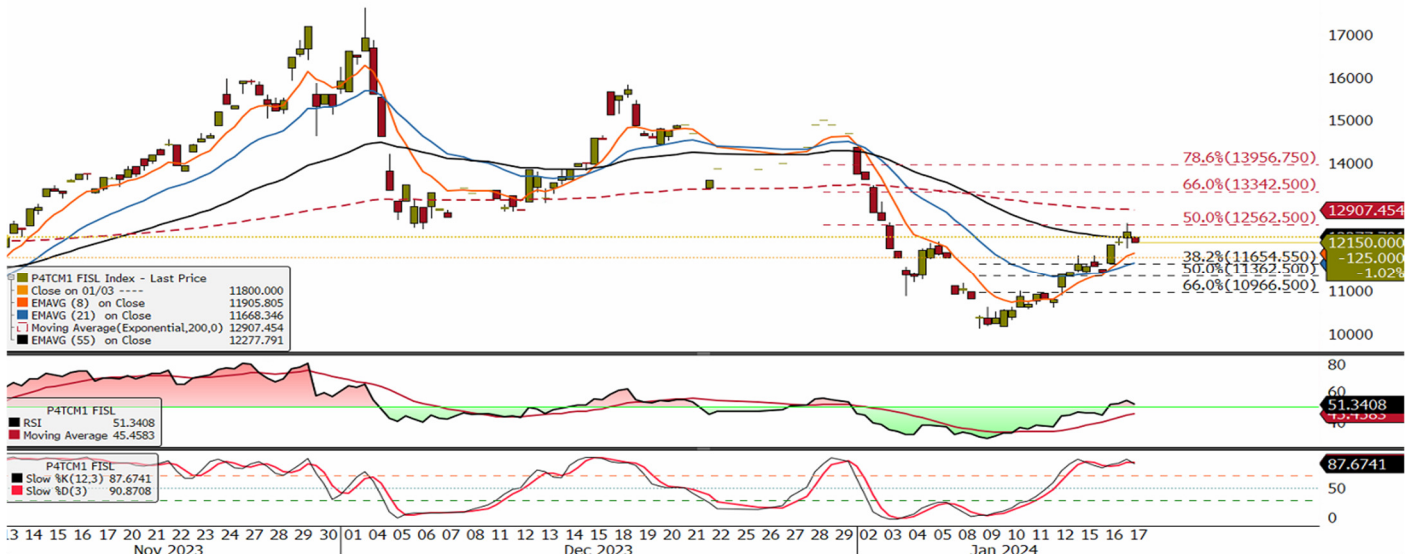 17000
16000
15000
14000
78.6%(13956.750)
66.0%(13342.500)
12907.454
50.0%(12562.500)
12150.000
-125.000
-1.02%
38.2%(11654.550)
50.0%(11362.500)
66.0%(10966.500)
11000
10000
P4TCM1 FISL Index - Last Price
Close on 01/03 ---- 11800.000
EMAVG (8) on Close 11905.805
EMAVG (21) on Close 11668.346
Moving Average(Exponential,200,0) 12907.454
EMAVG (55) on Close 12277.791
80
60
51.3408
45.4583
40
P4TCM1 FISL
RSI 51.3408
Moving Average 45.4583
P4TCM1 FISL
Slow %K(12,3) 87.6741
Slow %D(3) 90.8708
87.6741
50
0
13 14 15 16 17 20 21 22 23 24 27 28 29 30 01 04 05 06 07 08 11 12 13 14 15 18 19 20 21 22 26 27 28 29 02 03 04 05 08 09 10 11 12 15 16 17
Nov 2023 Dec 2023 Jan 2024